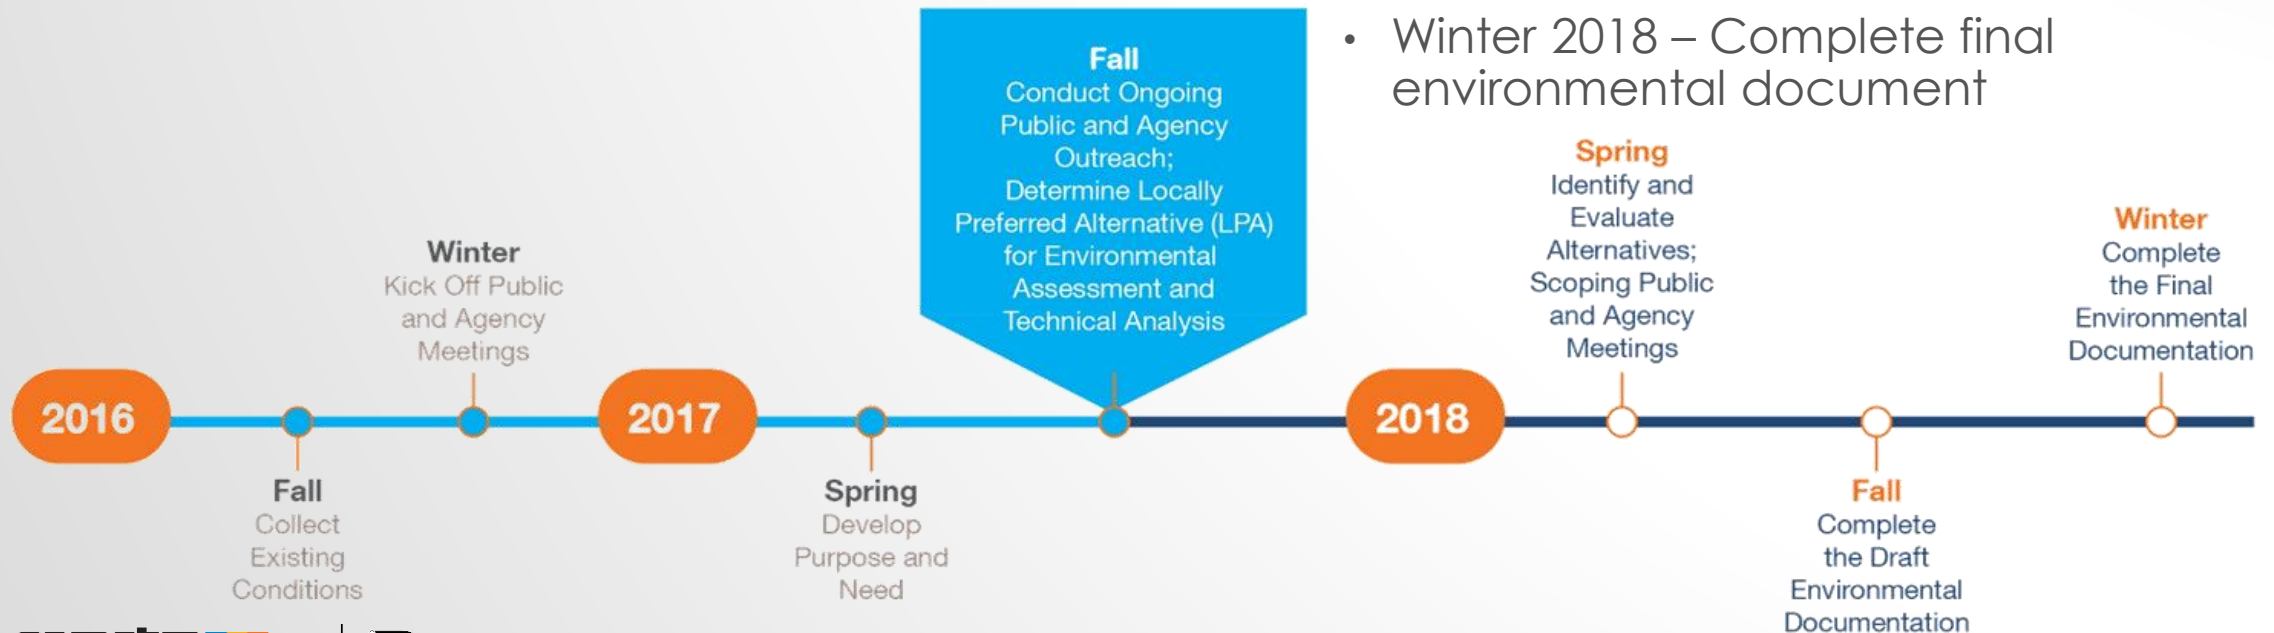 • Winter 2018 – Complete final
environmental document
Fall
Conduct Ongoing
Public and Agency
Outreach;
Determine Locally
Preferred Alternative (LPA)
for Environmental
Assessment and
Technical Analysis
Spring
Identify and
Evaluate
Alternatives;
Scoping Public
and Agency
Meetings
Winter
Complete
the Final
Environmental
Documentation
Winter
Kick Off Public
and Agency
Meetings
2016
2017
2018
Fall
Collect
Existing
Conditions
Spring
Develop
Purpose and
Need
Fall
Complete
the Draft
Environmental
Documentation